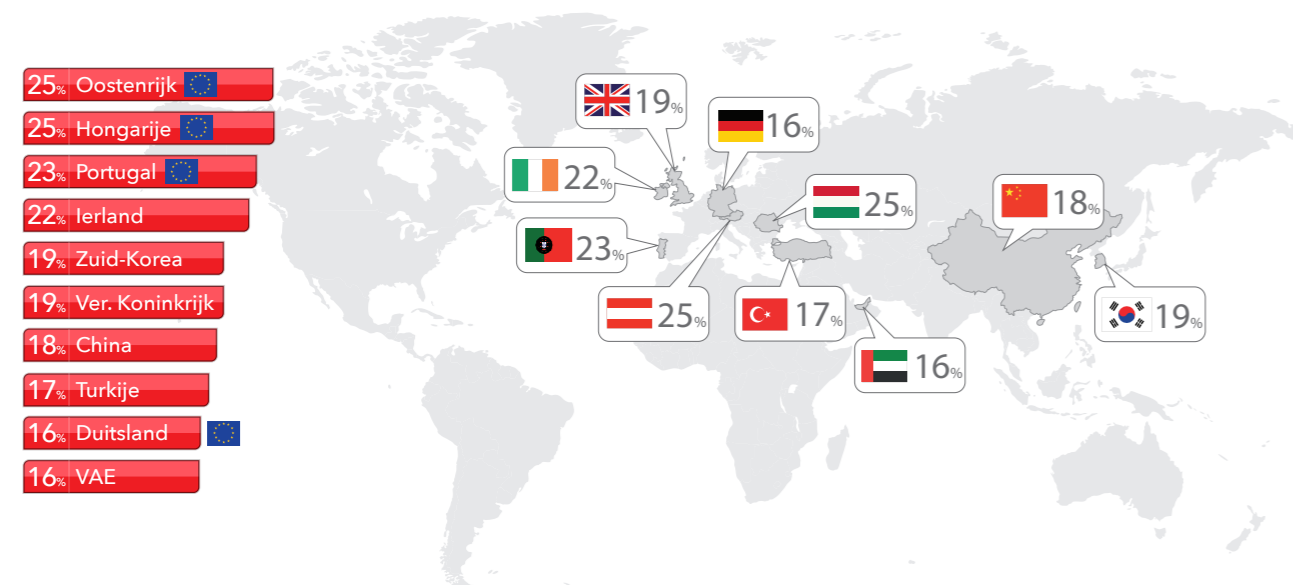 25% Oostenrijk
25% Hongarije
23% Portugal
22% Ierland
19% Zuid-Korea
19% Ver. Koninkrijk
18% China
17% Turkije
16% Duitsland
16% VAE
19%
16%
22%
25%
18%
23%
25%
17%
19%
16%